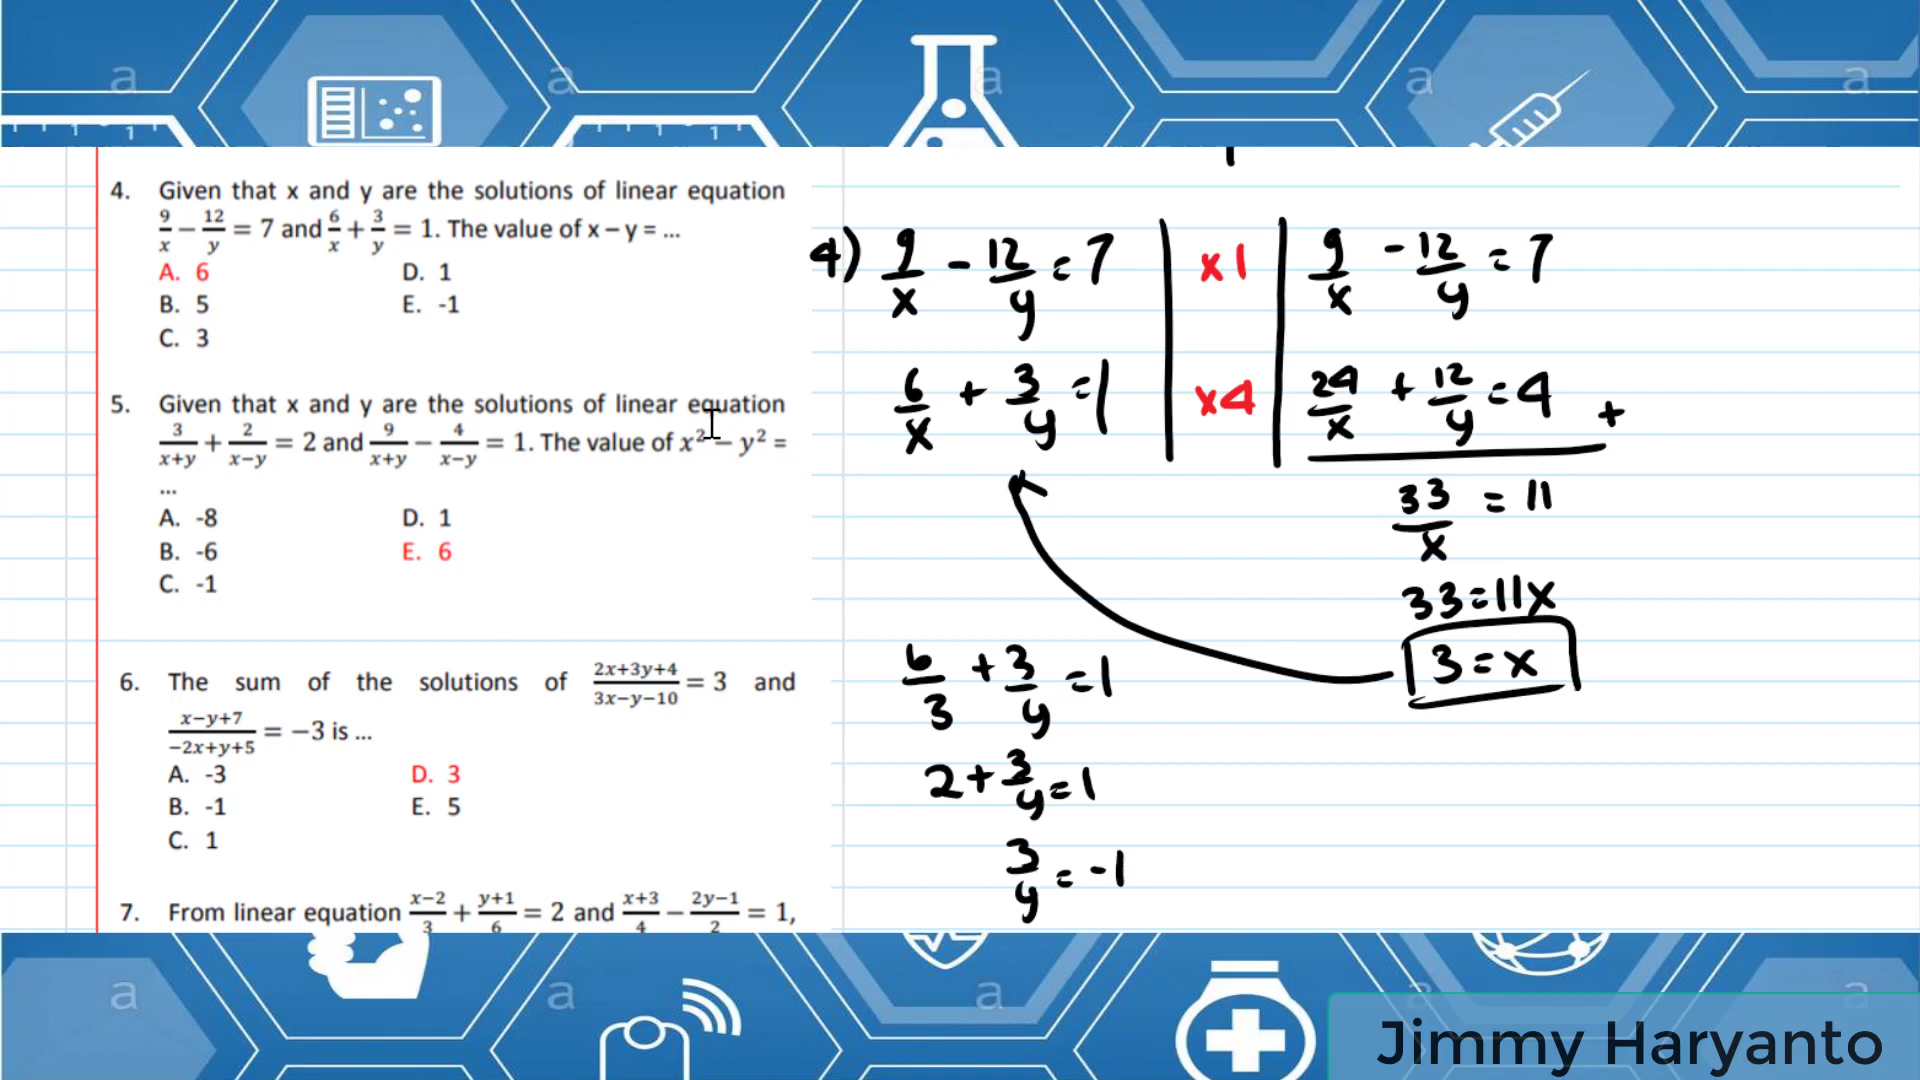 4. Given that x and y are the solutions of linear equation
9/x − 12/y = 7 and 6/x + 3/y = 1. The value of x – y = ...
A. 6 D. 1
B. 5 E. -1
C. 3
5. Given that x and y are the solutions of linear equation
3/x+y + 2/x−y = 2 and 9/x+y − 4/x−y = 1. The value of x² − y² =
...
A. -8 D. 1
B. -6 E. 6
C. -1
6. The sum of the solutions of 2x+3y+4/3x−y−10 = 3 and
x−y+7/−2x+y+5 = −3 is ...
A. -3 D. 3
B. -1 E. 5
C. 1
7. From linear equation x−2/3 + y+1/6 = 2 and x+3/4 − 2y−1/2 = 1,
4) 9/x - 12/y = 7 x1 9/x - 12/y = 7
6/x + 3/y = 1 x4 24/x + 12/y = 4 +
33/x = 11
33 = 11x
3 = x
6/3 + 3/y = 1
2 + 3/y = 1
3/y = -1
Jimmy Haryanto
a
a
a
a
a
a
a
a
a